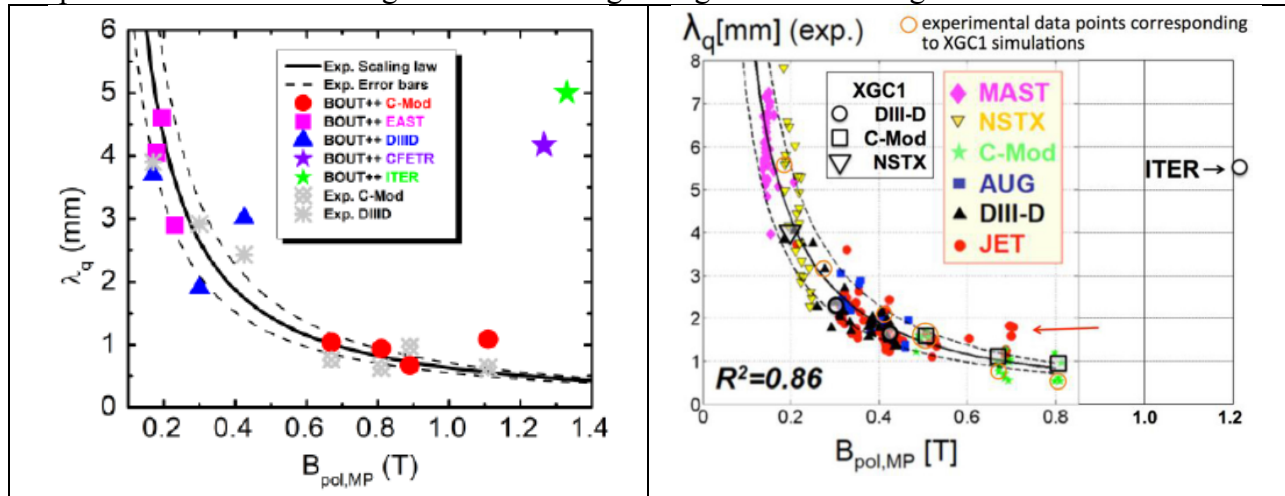 6
5
4
3
2
1
0
λq (mm)
0.2 0.4 0.6 0.8 1.0 1.2 1.4
Bpol,MP (T)
Exp. Scaling law
Exp. Error bars
BOUT++ C-Mod
BOUT++ EAST
BOUT++ DIIID
BOUT++ CFETR
BOUT++ ITER
Exp. C-Mod
Exp. DIIID
λq[mm] (exp.)
experimental data points corresponding
to XGC1 simulations
8
7
6
5
4
3
2
1
0
XGC1
DIII-D
C-Mod
NSTX
MAST
NSTX
C-Mod
AUG
DIII-D
JET
ITER→
R²=0.86
0 0.2 0.4 0.6 0.8 1.0 1.2
Bpol,MP [T]